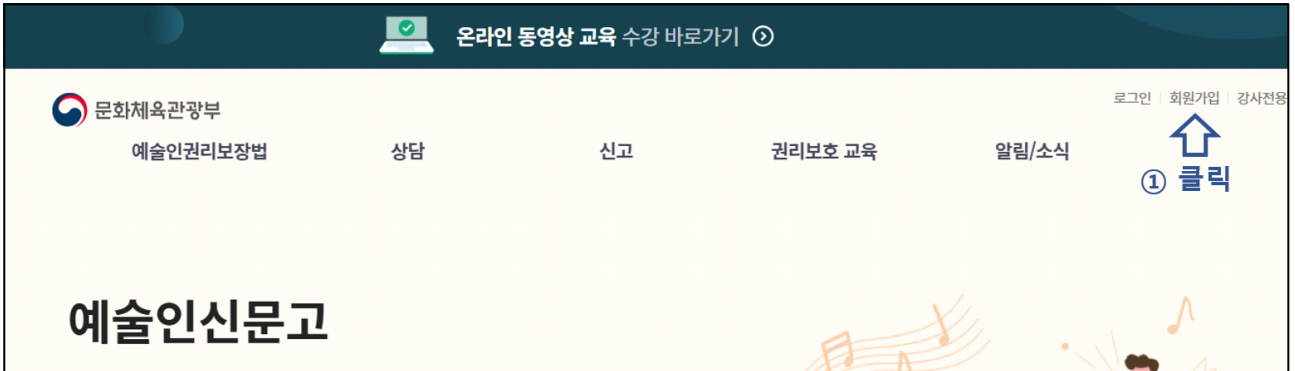 온라인 동영상 교육 수강 바로가기
문화체육관광부
로그인 회원가입 강사전용
예술인권리보장법 상담 신고 권리보호 교육 알림/소식
① 클릭
예술인신문고